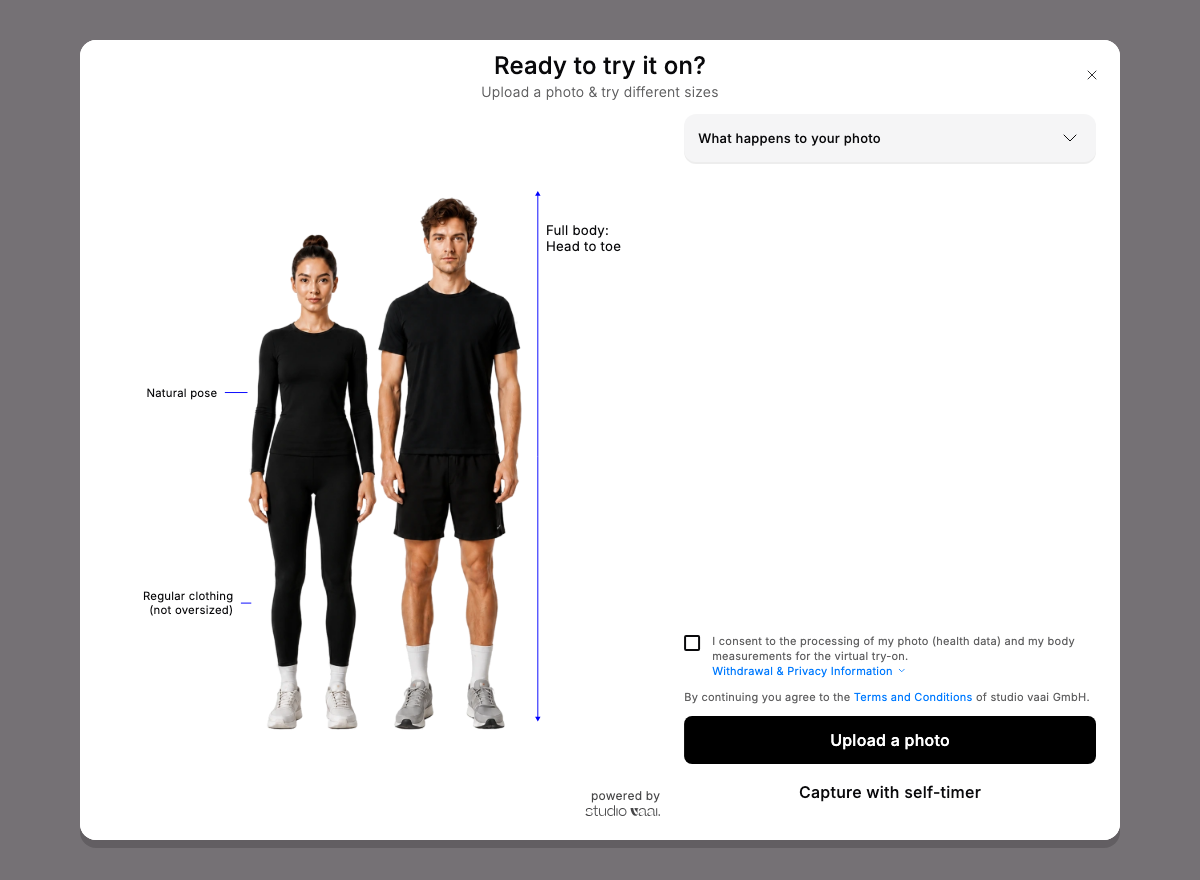 Ready to try it on?
Upload a photo & try different sizes
What happens to your photo
Full body:
Head to toe
Natural pose
Regular clothing
(not oversized)
I consent to the processing of my photo (health data) and my body
measurements for the virtual try-on.
Withdrawal & Privacy Information
By continuing you agree to the Terms and Conditions of studio vaai GmbH.
Upload a photo
Capture with self-timer
powered by
studio vaai.